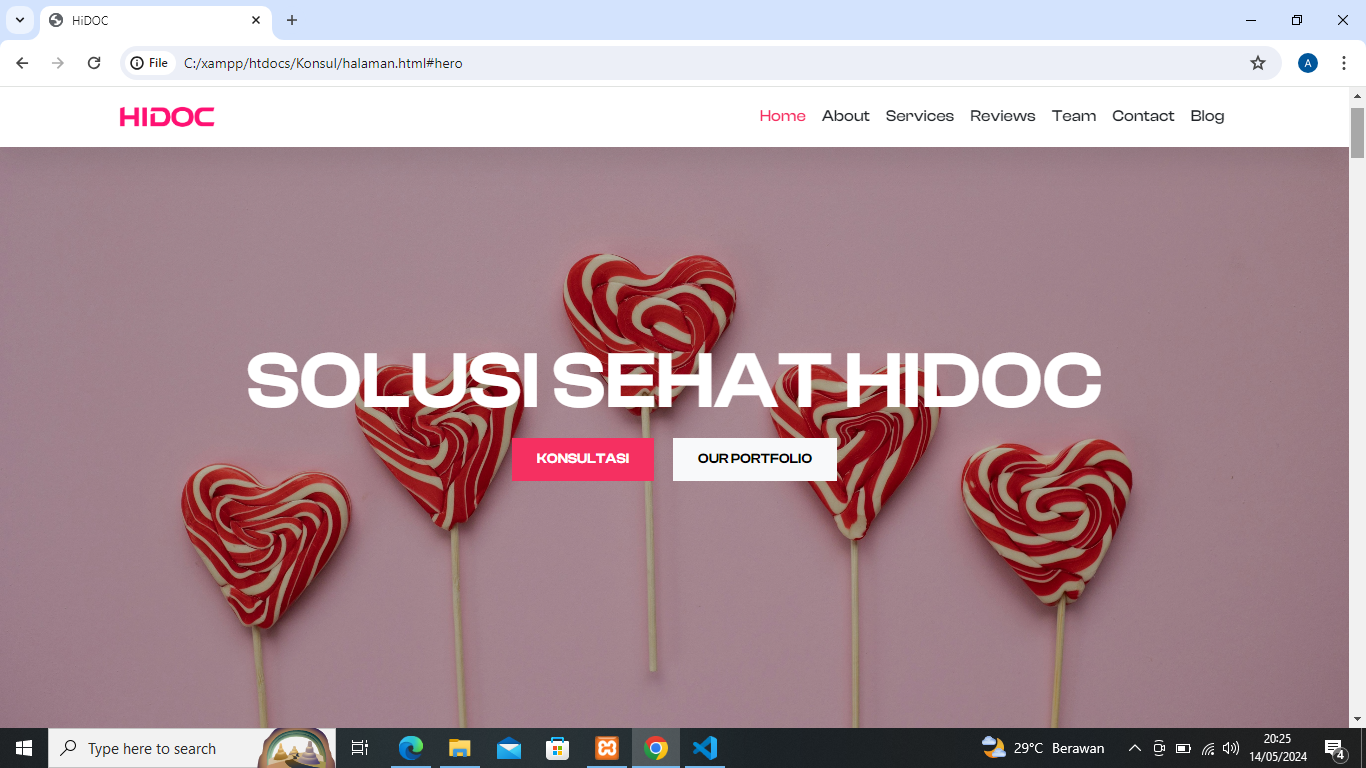 HiDOC
File C:/xampp/htdocs/Konsul/halaman.html#hero
A
HIDOC
Home About Services Reviews Team Contact Blog
SOLUSI SEHAT HIDOC
KONSULTASI OUR PORTFOLIO
Type here to search
29°C Berawan
20:25
14/05/2024
4